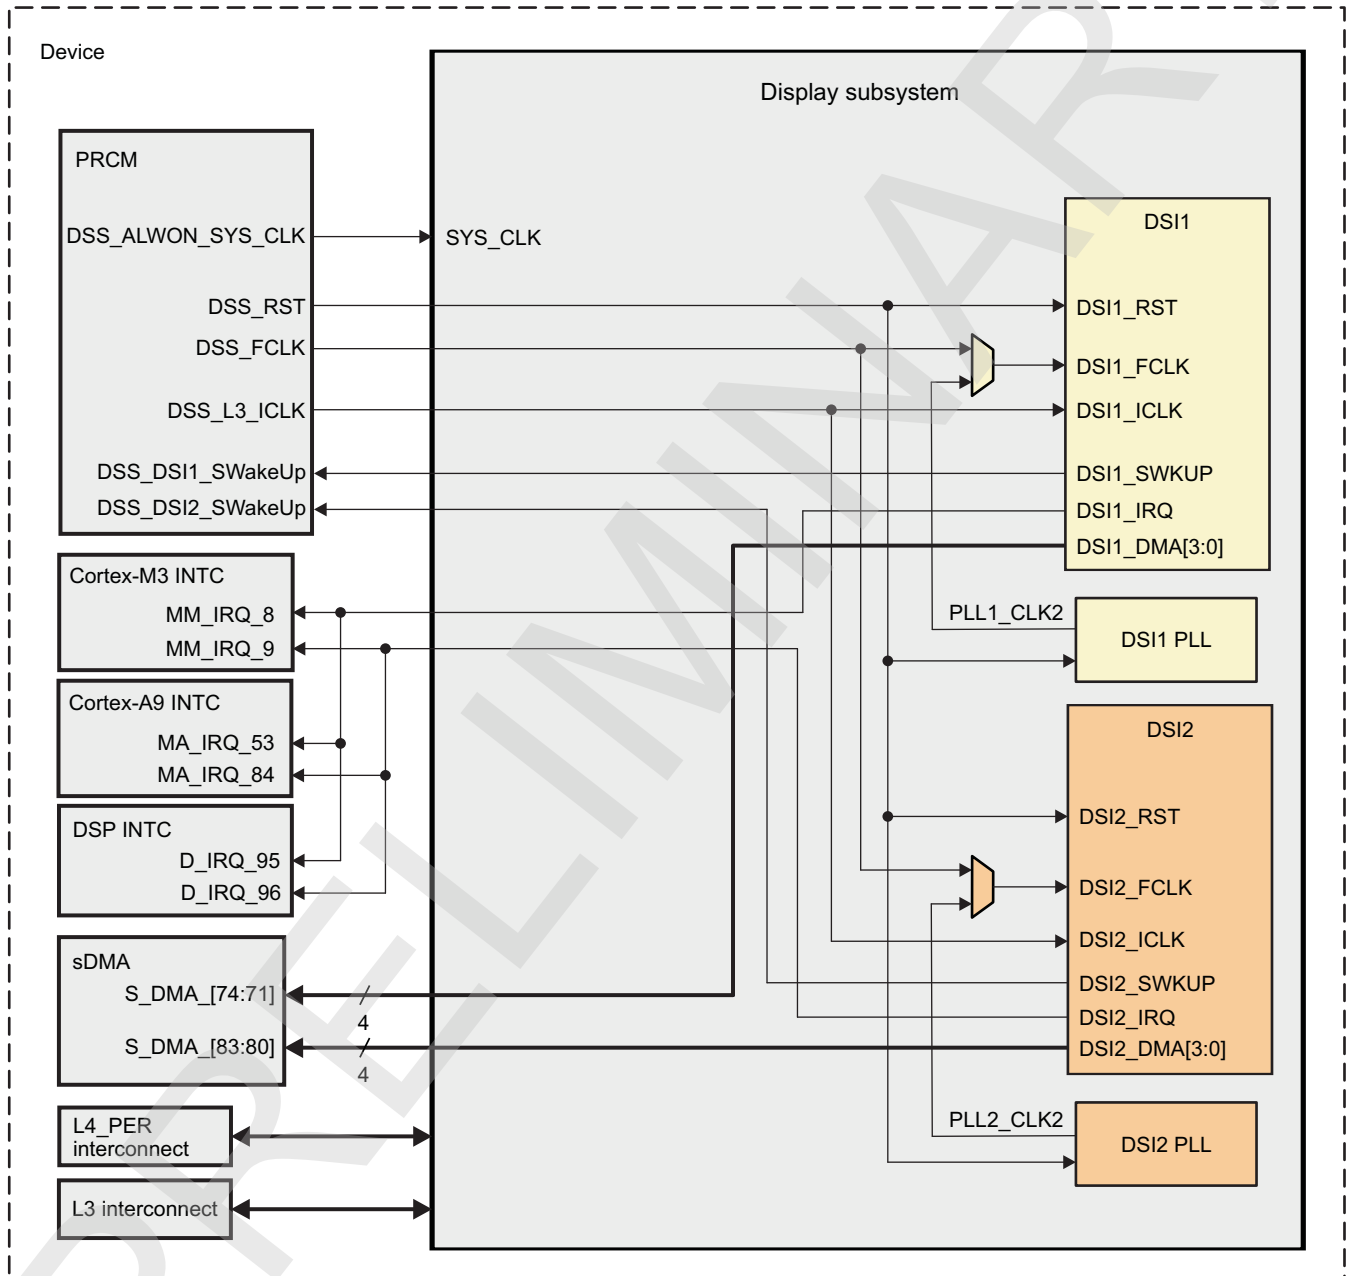 Device
Display subsystem
PRCM
DSS_ALWON_SYS_CLK
DSS_RST
DSS_FCLK
DSS_L3_ICLK
DSS_DSI1_SWakeUp
DSS_DSI2_SWakeUp
SYS_CLK
DSI1
DSI1_RST
DSI1_FCLK
DSI1_ICLK
DSI1_SWKUP
DSI1_IRQ
DSI1_DMA[3:0]
Cortex-M3 INTC
MM_IRQ_8
MM_IRQ_9
PLL1_CLK2
DSI1 PLL
Cortex-A9 INTC
MA_IRQ_53
MA_IRQ_84
DSP INTC
D_IRQ_95
D_IRQ_96
DSI2
DSI2_RST
DSI2_FCLK
DSI2_ICLK
DSI2_SWKUP
DSI2_IRQ
DSI2_DMA[3:0]
sDMA
S_DMA_[74:71]
4
S_DMA_[83:80]
4
L4_PER
interconnect
L3 interconnect
PLL2_CLK2
DSI2 PLL
PRELIMINAR